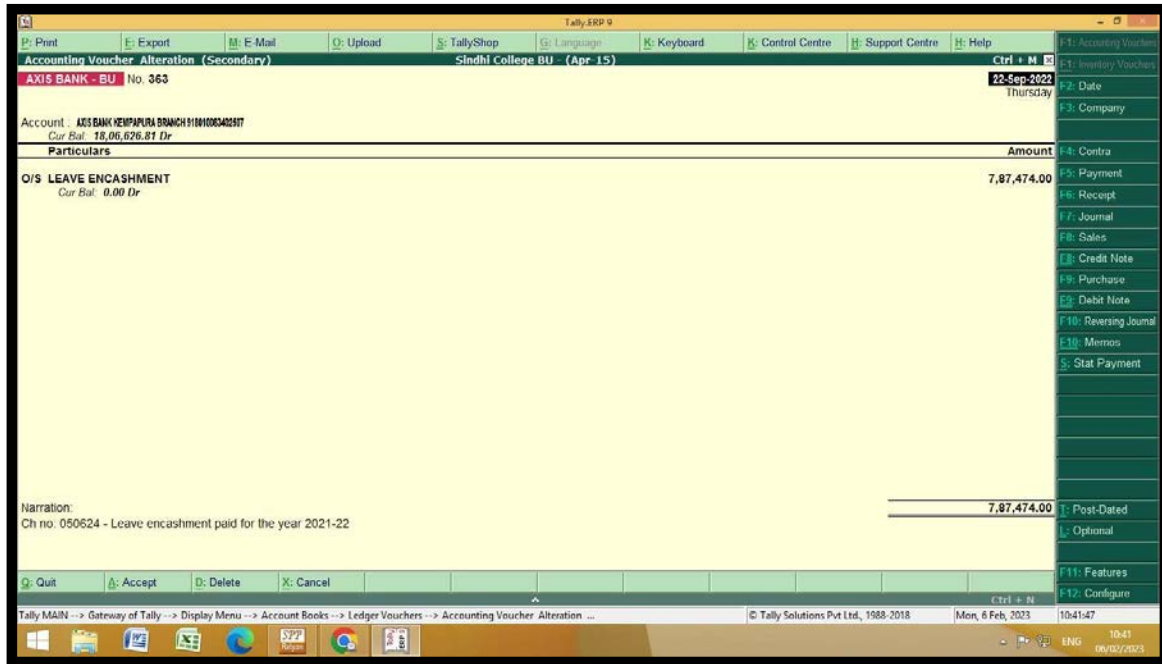 Tally.ERP 9
P: Print E: Export M: E-Mail O: Upload S: TallyShop G: Language K: Keyboard K: Control Centre H: Support Centre H: Help
Accounting Voucher Alteration (Secondary) Sindhi College BU - (Apr-15) Ctrl + M
AXIS BANK - BU No. 363 22-Sep-2022
Thursday
Account : AXIS BANK KEMPAPURA BRANCH
Cur Bal: 18,06,626.81 Dr
Particulars Amount
O/S LEAVE ENCASHMENT 7,87,474.00
Cur Bal: 0.00 Dr
7,87,474.00
Narration:
Ch no. 050624 - Leave encashment paid for the year 2021-22
Q: Quit A: Accept D: Delete X: Cancel
Ctrl + N
Tally MAIN --> Gateway of Tally --> Display Menu --> Account Books --> Ledger Vouchers --> Accounting Voucher Alteration ... © Tally Solutions Pvt Ltd., 1988-2018 Mon, 6 Feb, 2023 10:41:47
F1: Accounting Vouchers
F1: Inventory Vouchers
F2: Date
F3: Company
F4: Contra
F5: Payment
F6: Receipt
F7: Journal
F8: Sales
F8: Credit Note
F9: Purchase
F9: Debit Note
F10: Reversing Journal
F10: Memos
S: Stat Payment
T: Post-Dated
L: Optional
F11: Features
F12: Configure
SPP
ENG 10:41
06/02/2023